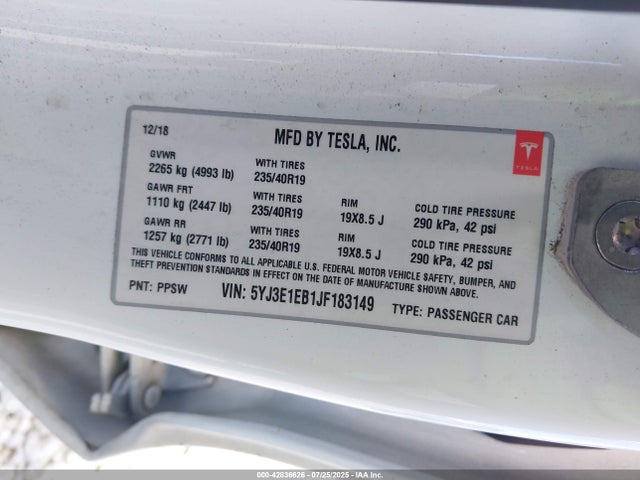 12/18 MFD BY TESLA, INC.
TESLA
GVWR WITH TIRES
2265 kg (4993 lb) 235/40R19
GAWR FRT WITH TIRES RIM COLD TIRE PRESSURE
1110 kg (2447 lb) 235/40R19 19X8.5 J 290 kPa, 42 psi
GAWR RR WITH TIRES RIM COLD TIRE PRESSURE
1257 kg (2771 lb) 235/40R19 19X8.5 J 290 kPa, 42 psi
THIS VEHICLE CONFORMS TO ALL APPLICABLE U.S. FEDERAL MOTOR VEHICLE SAFETY, BUMPER, AND
THEFT PREVENTION STANDARDS IN EFFECT ON THE DATE OF MANUFACTURE SHOWN ABOVE.
PNT: PPSW VIN: 5YJ3E1EB1JF183149 TYPE: PASSENGER CAR
000-42836626 - 07/25/2025 - IAA Inc.